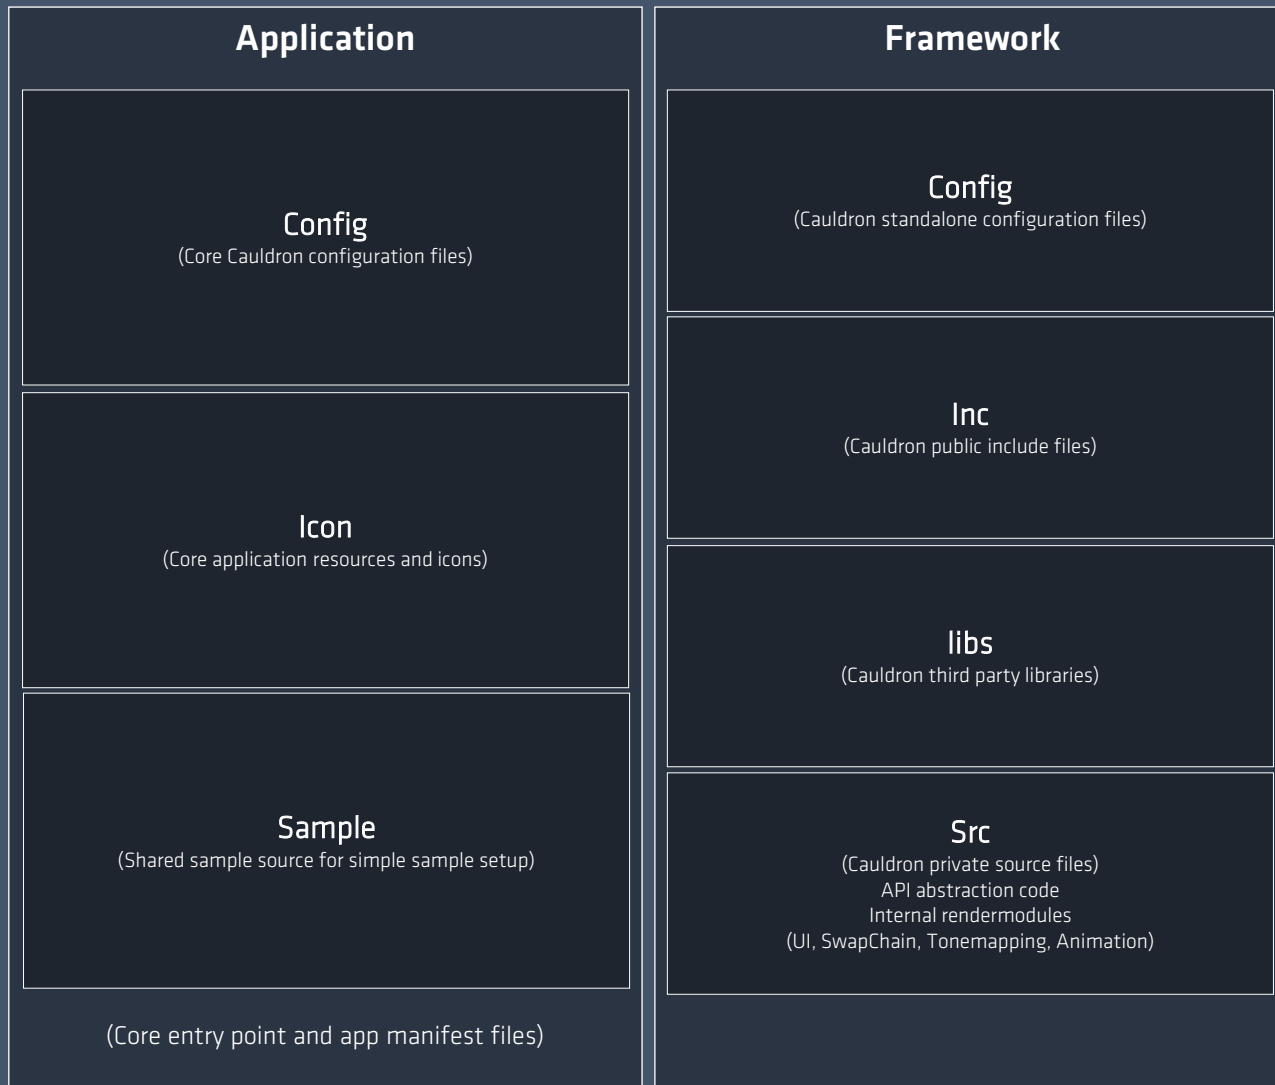 Application
Config
(Core Cauldron configuration files)
Icon
(Core application resources and icons)
Sample
(Shared sample source for simple sample setup)
(Core entry point and app manifest files)
Framework
Config
(Cauldron standalone configuration files)
Inc
(Cauldron public include files)
libs
(Cauldron third party libraries)
Src
(Cauldron private source files)
API abstraction code
Internal rendermodules
(UI, SwapChain, Tonemapping, Animation)